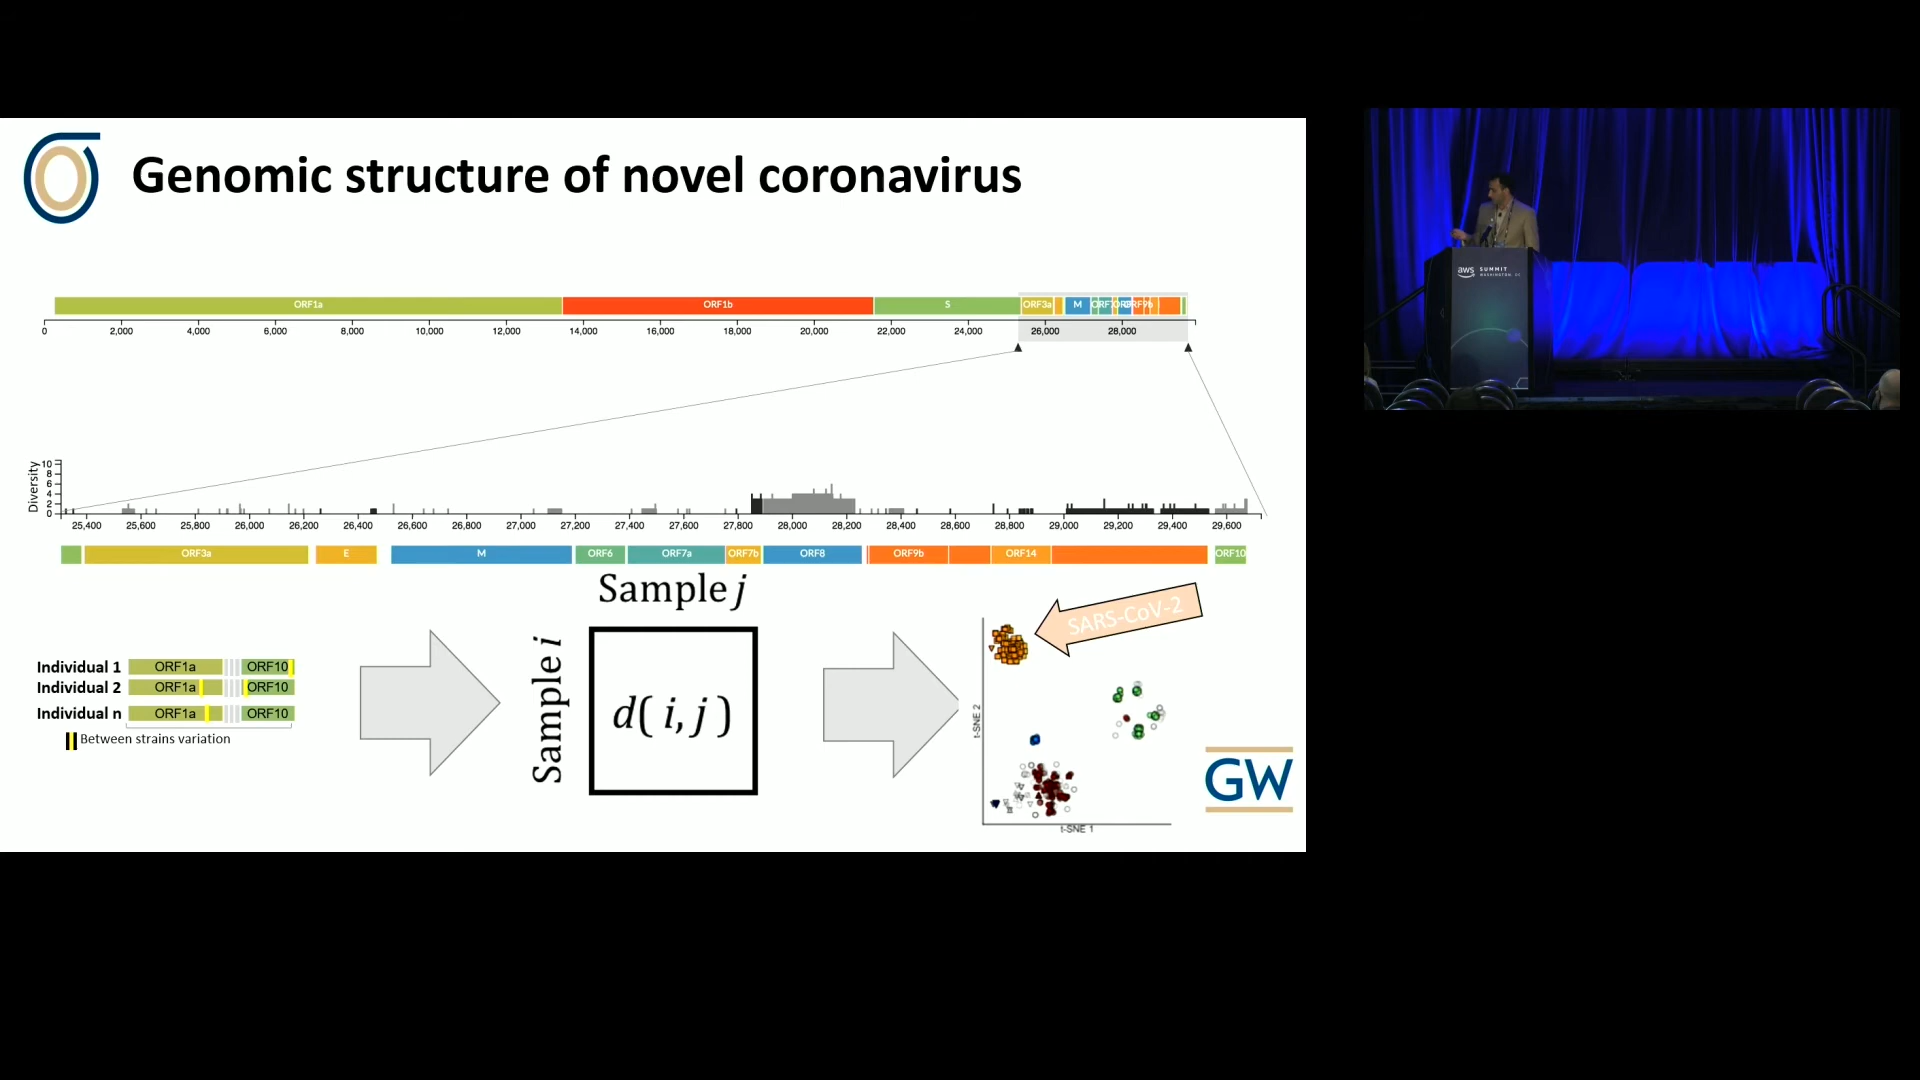 Genomic structure of novel coronavirus
ORF1a ORF1b S ORF3a M
0 2,000 4,000 6,000 8,000 10,000 12,000 14,000 16,000 18,000 20,000 22,000 24,000 26,000 28,000
Diversity
10
8
6
4
2
0
25,400 25,600 25,800 26,000 26,200 26,400 26,600 26,800 27,000 27,200 27,400 27,600 27,800 28,000 28,200 28,400 28,600 28,800 29,000 29,200 29,400 29,600
ORF3a E M ORF6 ORF7a ORF7b ORF8 ORF9b ORF14 ORF10
Sample j
Sample i
d( i, j )
SARS-CoV-2
Individual 1 ORF1a ORF10
Individual 2 ORF1a ORF10
Individual n ORF1a ORF10
Between strains variation
t-SNE 2
t-SNE 1
GW
aws SUMMIT
WASHINGTON, DC